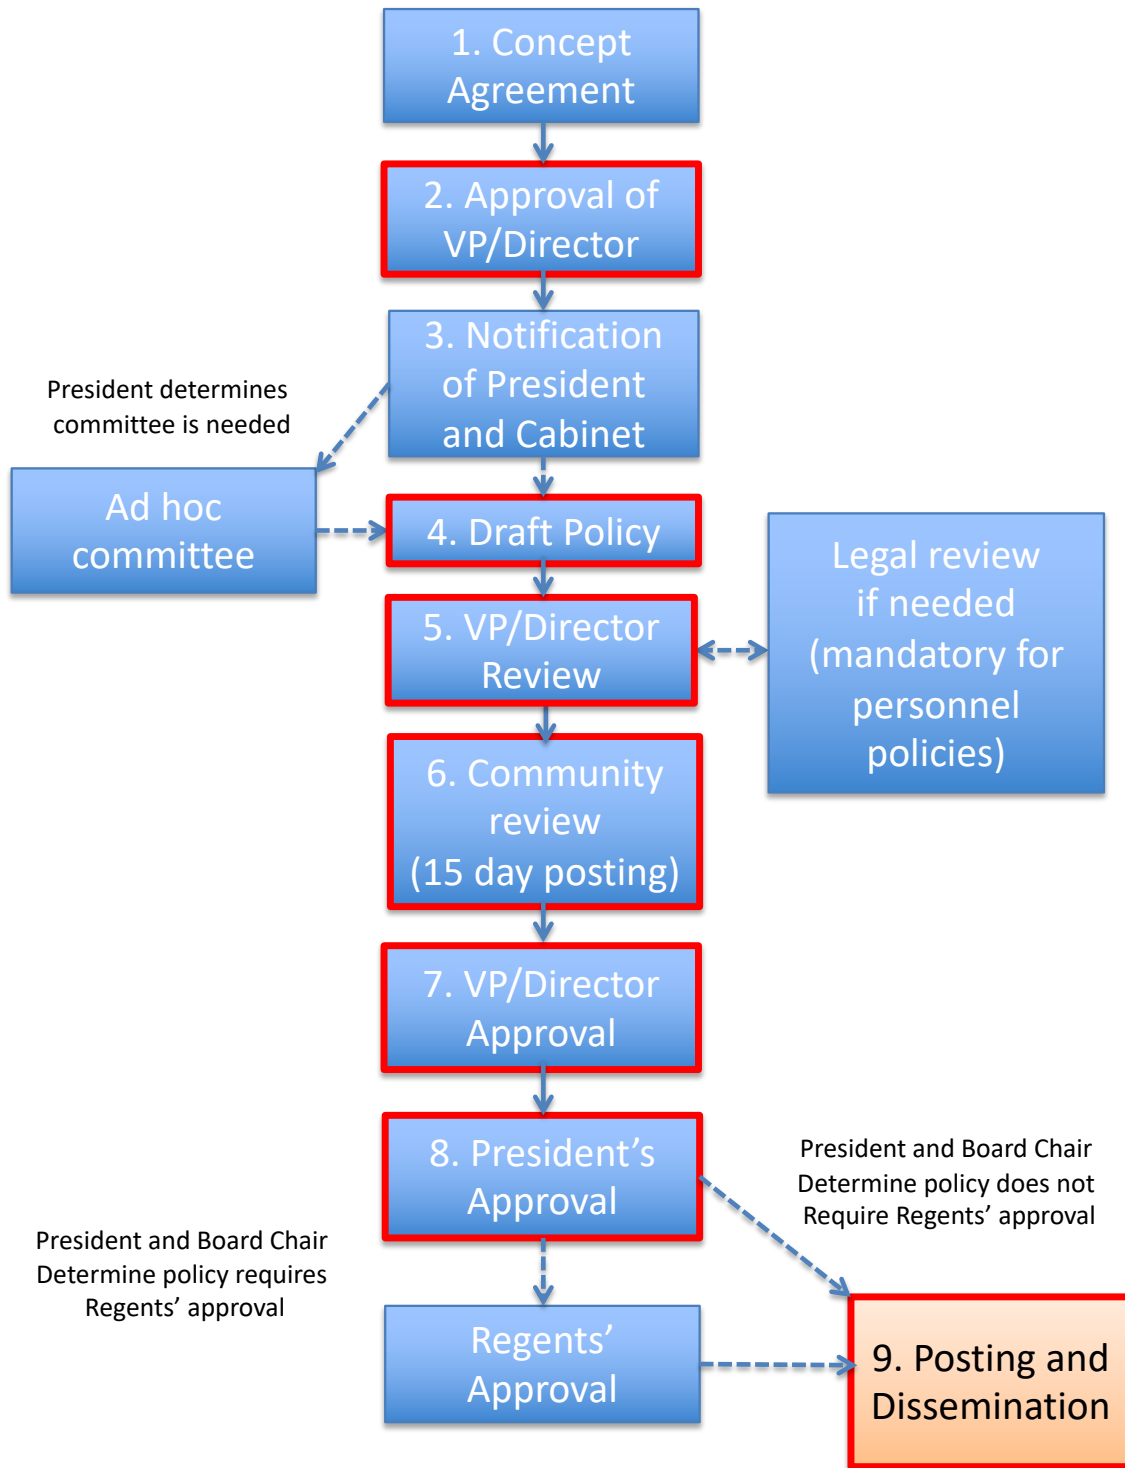 1. Concept
Agreement
2. Approval of
VP/Director
3. Notification
of President
and Cabinet
President determines
committee is needed
Ad hoc
committee
4. Draft Policy
Legal review
if needed
(mandatory for
personnel
policies)
5. VP/Director
Review
6. Community
review
(15 day posting)
7. VP/Director
Approval
8. President’s
Approval
President and Board Chair
Determine policy does not
Require Regents’ approval
President and Board Chair
Determine policy requires
Regents’ approval
Regents’
Approval
9. Posting and
Dissemination